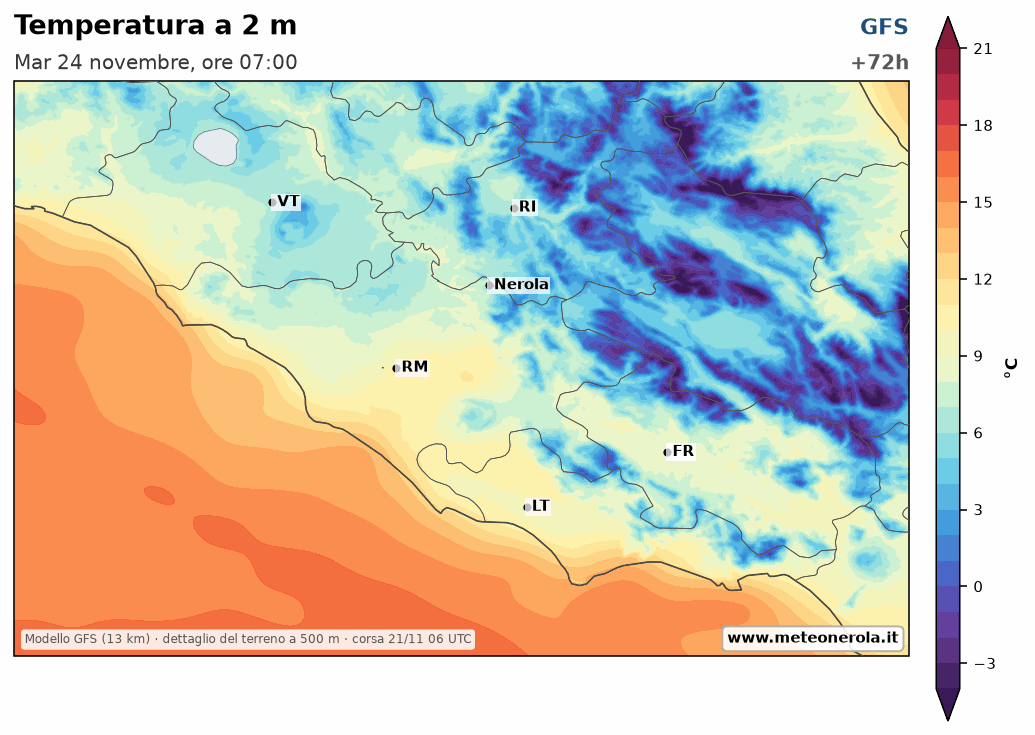 Temperatura a 2 m
GFS
Mar 24 novembre, ore 07:00
+72h
21
18
15
12
9
6
3
0
−3
°C
VT
RI
Nerola
RM
FR
LT
Modello GFS (13 km) · dettaglio del terreno a 500 m · corsa 21/11 06 UTC
www.meteonerola.it